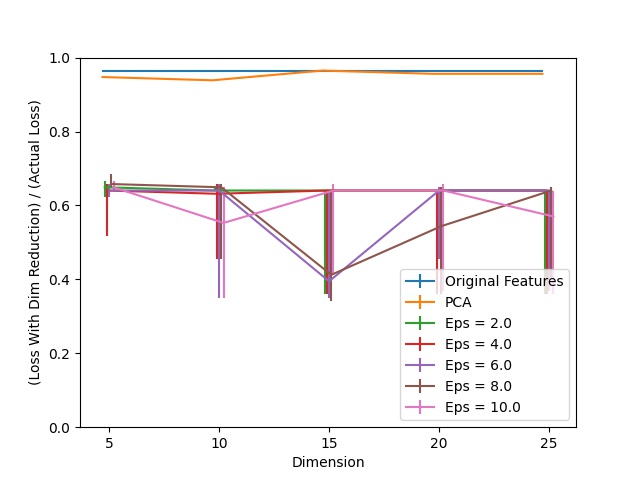 1.0
0.8
0.6
0.4
0.2
0.0
(Loss With Dim Reduction) / (Actual Loss)
Original Features
PCA
Eps = 2.0
Eps = 4.0
Eps = 6.0
Eps = 8.0
Eps = 10.0
5 10 15 20 25
Dimension